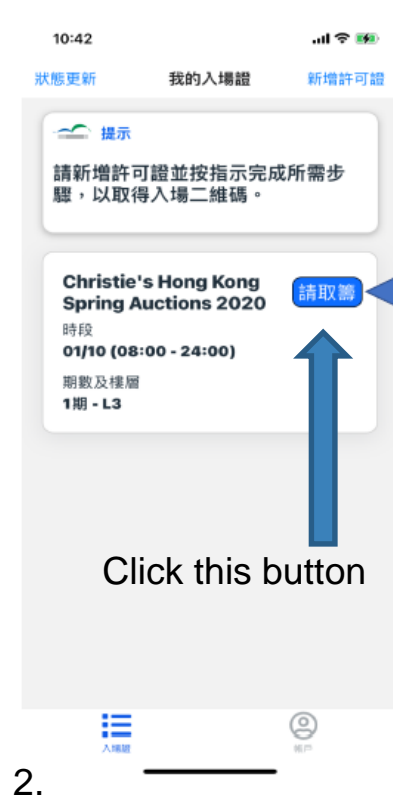 10:42
狀態更新 我的入場證 新增許可證
提示
請新增許可證並按指示完成所需步
驟，以取得入場二維碼。
Christie's Hong Kong
Spring Auctions 2020
請取籌
時段
01/10 (08:00 - 24:00)
期數及樓層
1期 - L3
Click this button
入場證 帳戶
2.